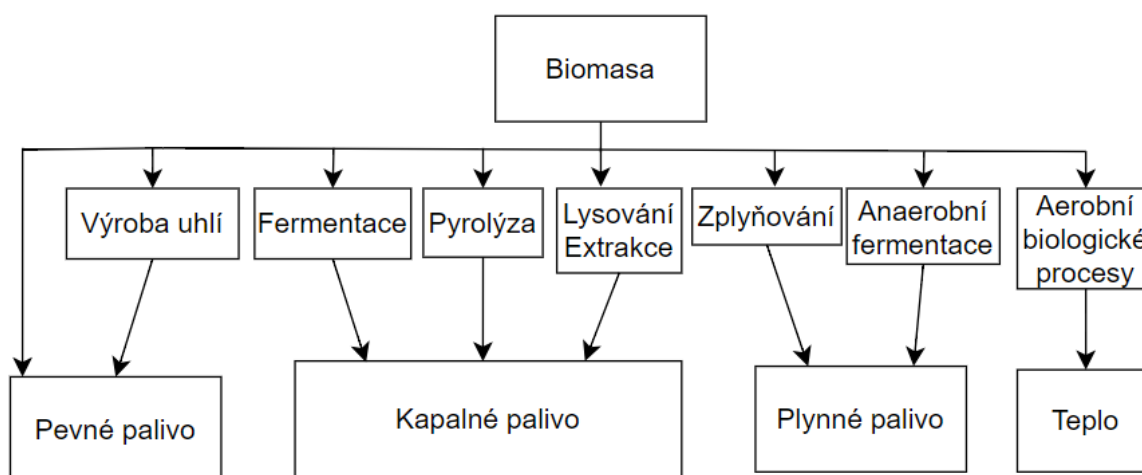 Biomasa
Výroba uhlí
Fermentace
Pyrolýza
Lysování
Extrakce
Zplyňování
Anaerobní
fermentace
Aerobní
biologické
procesy
Pevné palivo
Kapalné palivo
Plynné palivo
Teplo